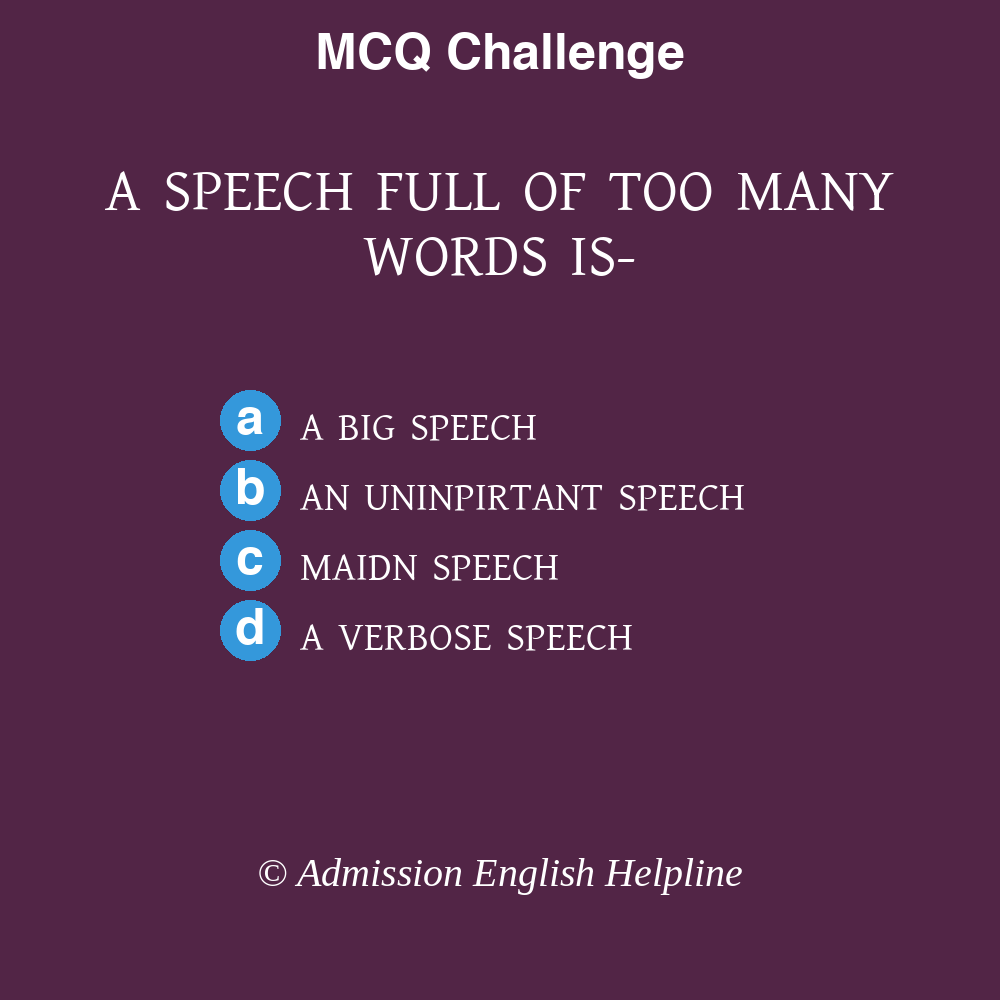 MCQ Challenge
A SPEECH FULL OF TOO MANY
WORDS IS-
a A BIG SPEECH
b AN UNINPIRTANT SPEECH
c MAIDN SPEECH
d A VERBOSE SPEECH
© Admission English Helpline